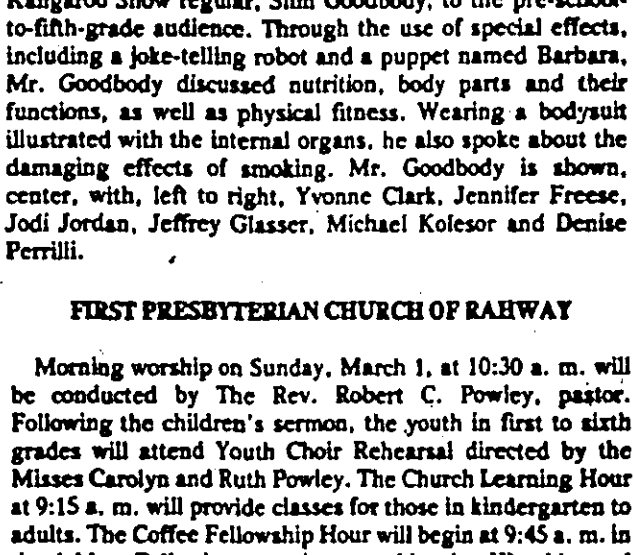 Kangaroo Show regular, Slim Goodbody, to the pre-school-
to-fifth-grade audience. Through the use of special effects,
including a joke-telling robot and a puppet named Barbara,
Mr. Goodbody discussed nutrition, body parts and their
functions, as well as physical fitness. Wearing a bodysuit
illustrated with the internal organs, he also spoke about the
damaging effects of smoking. Mr. Goodbody is shown,
center, with, left to right, Yvonne Clark, Jennifer Freese,
Jodi Jordan, Jeffrey Glasser, Michael Kolesor and Denise
Perrilli.
FIRST PRESBYTERIAN CHURCH OF RAHWAY
Morning worship on Sunday, March 1, at 10:30 a. m. will
be conducted by The Rev. Robert C. Powley, pastor.
Following the children's sermon, the youth in first to sixth
grades will attend Youth Choir Rehearsal directed by the
Misses Carolyn and Ruth Powley. The Church Learning Hour
at 9:15 a. m. will provide classes for those in kindergarten to
adults. The Coffee Fellowship Hour will begin at 9:45 a. m. in